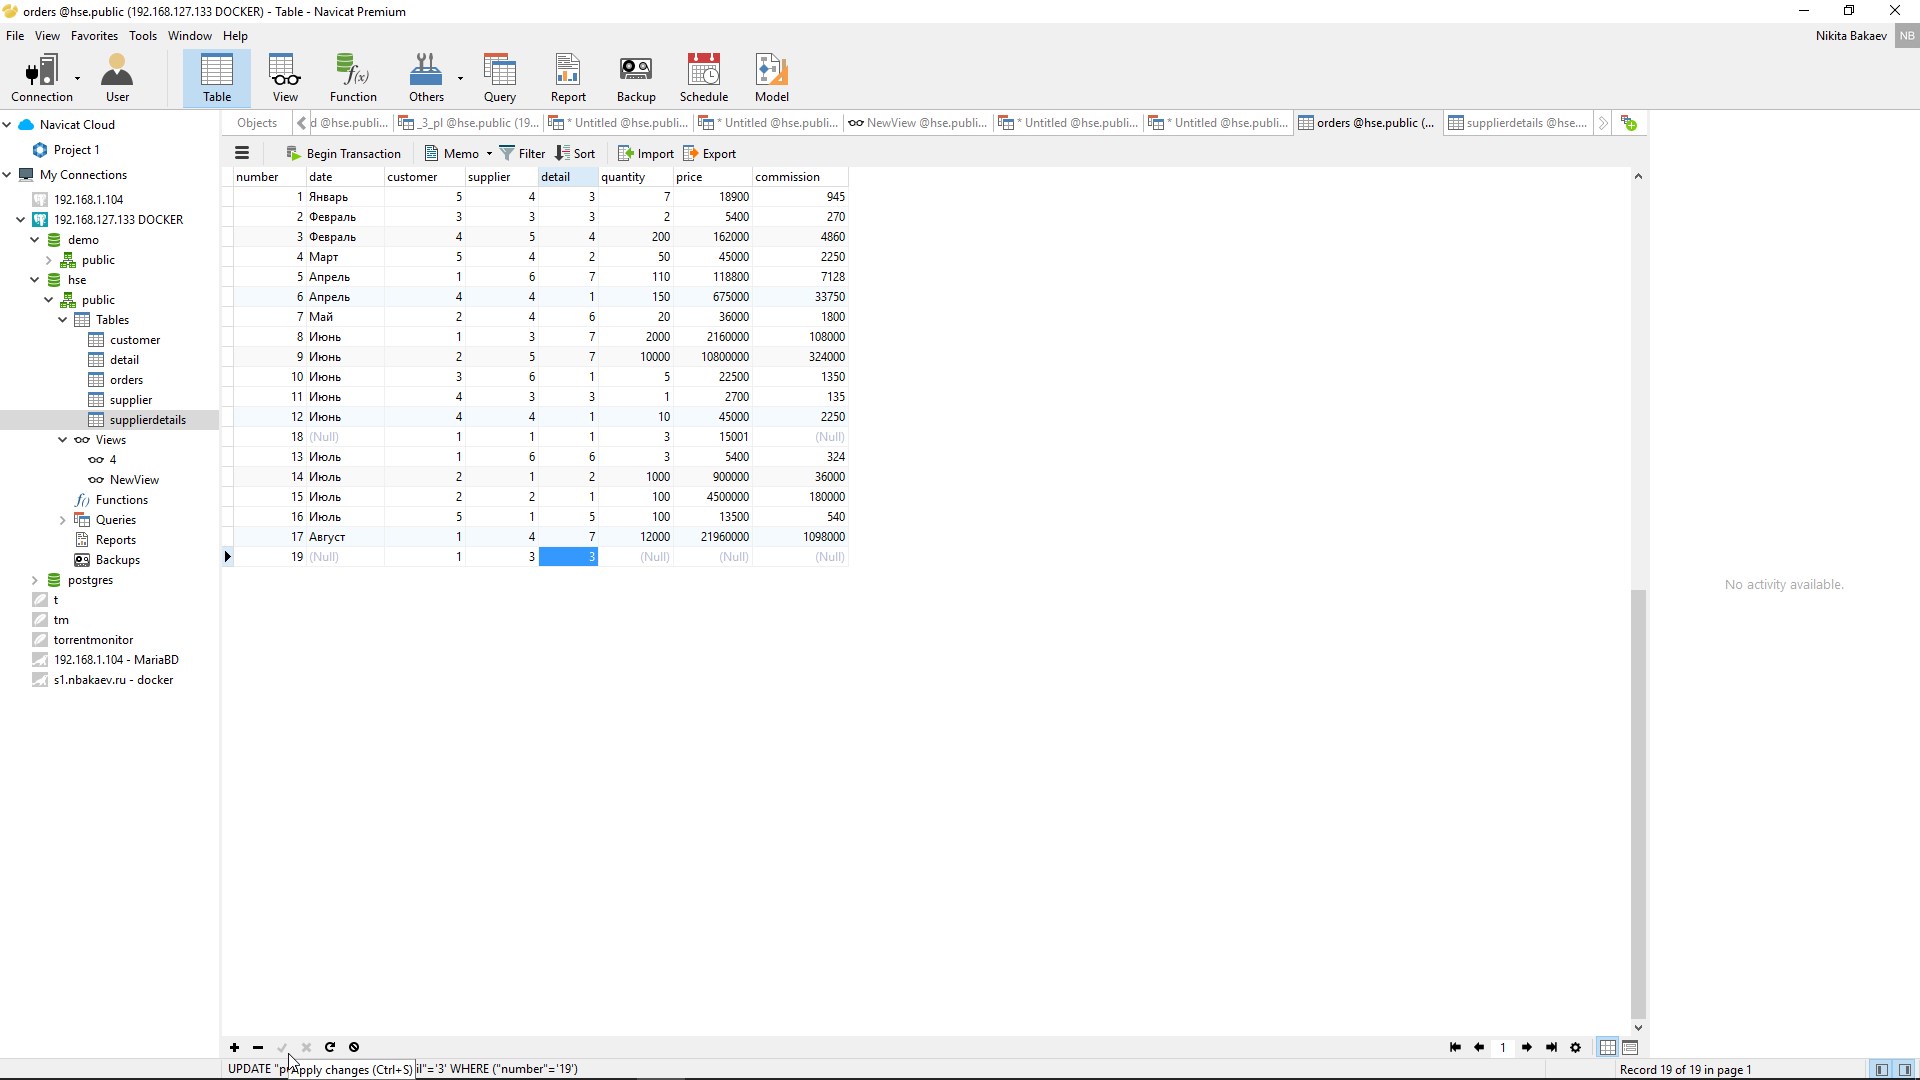 orders @hse.public (192.168.127.133 DOCKER) - Table - Navicat Premium
File View Favorites Tools Window Help
Nikita Bakaev NB
Connection User Table View Function Others Query Report Backup Schedule Model
Navicat Cloud
Project 1
My Connections
192.168.1.104
192.168.127.133 DOCKER
demo
public
hse
public
Tables
customer
detail
orders
supplier
supplierdetails
Views
4
NewView
Functions
Queries
Reports
Backups
postgres
t
tm
torrentmonitor
192.168.1.104 - MariaBD
s1.nbakaev.ru - docker
Objects d @hse.publi... _3_pl @hse.public (19... * Untitled @hse.publi... * Untitled @hse.publi... NewView @hse.publi... * Untitled @hse.publi... * Untitled @hse.publi... orders @hse.public (... supplierdetails @hse....
Begin Transaction Memo Filter Sort Import Export
number date customer supplier detail quantity price commission
1 Январь 5 4 3 7 18900 945
2 Февраль 3 3 3 2 5400 270
3 Февраль 4 5 4 200 162000 4860
4 Март 5 4 2 50 45000 2250
5 Апрель 1 6 7 110 118800 7128
6 Апрель 4 4 1 150 675000 33750
7 Май 2 4 6 20 36000 1800
8 Июнь 1 3 7 2000 2160000 108000
9 Июнь 2 5 7 10000 10800000 324000
10 Июнь 3 6 1 5 22500 1350
11 Июнь 4 3 3 1 2700 135
12 Июнь 4 4 1 10 45000 2250
18 (Null) 1 1 1 3 15001 (Null)
13 Июль 1 6 6 3 5400 324
14 Июль 2 1 2 1000 900000 36000
15 Июль 2 2 1 100 4500000 180000
16 Июль 5 1 5 100 13500 540
17 Август 1 4 7 12000 21960000 1098000
19 (Null) 1 3 3 (Null) (Null) (Null)
No activity available.
1
UPDATE "p Apply changes (Ctrl+S) il"='3' WHERE ("number"='19')
Record 19 of 19 in page 1